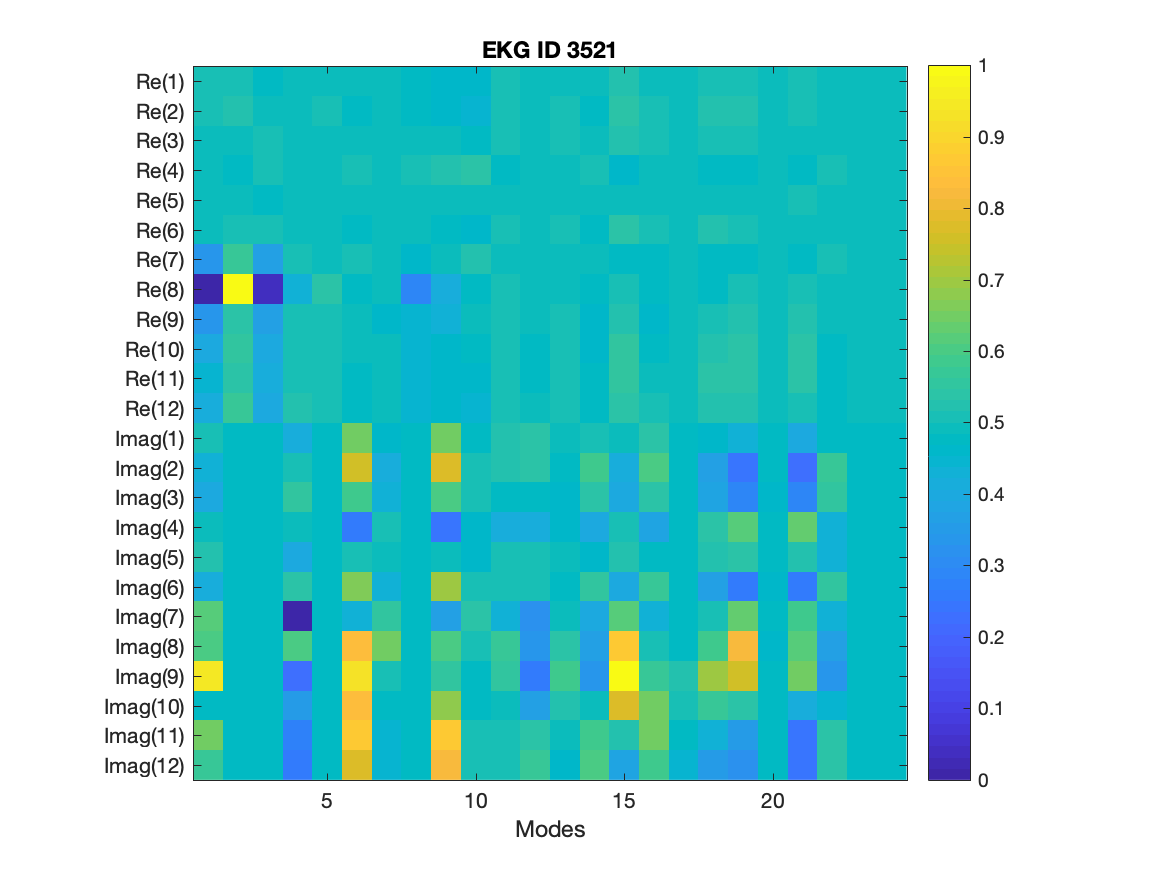 EKG ID 3521
Re(1)
Re(2)
Re(3)
Re(4)
Re(5)
Re(6)
Re(7)
Re(8)
Re(9)
Re(10)
Re(11)
Re(12)
Imag(1)
Imag(2)
Imag(3)
Imag(4)
Imag(5)
Imag(6)
Imag(7)
Imag(8)
Imag(9)
Imag(10)
Imag(11)
Imag(12)
5 10 15 20
Modes
1
0.9
0.8
0.7
0.6
0.5
0.4
0.3
0.2
0.1
0